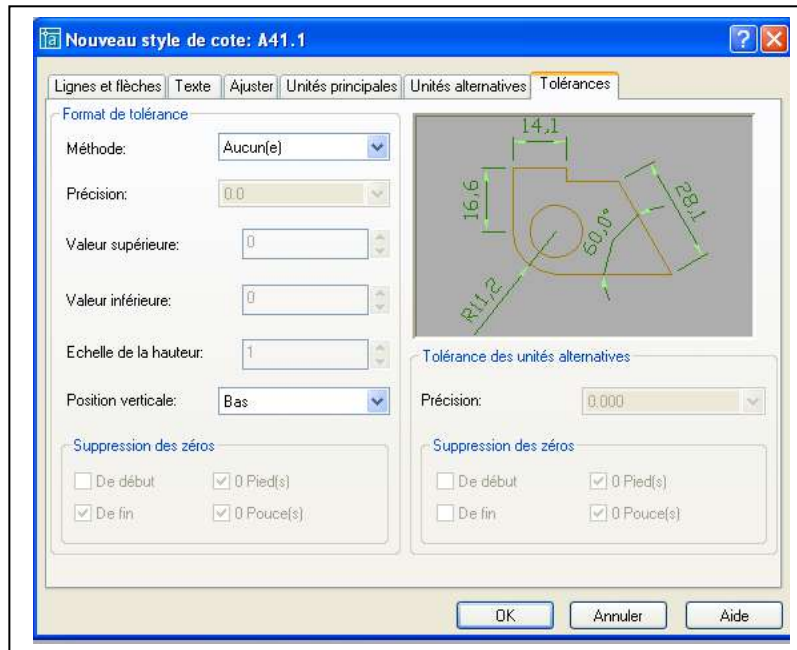 Nouveau style de cote: A41.1
Lignes et flèches Texte Ajuster Unités principales Unités alternatives Tolérances
Format de tolérance
Méthode: Aucun(e)
Précision: 0.0
Valeur supérieure: 0
Valeur inférieure: 0
Echelle de la hauteur: 1
Position verticale: Bas
Suppression des zéros
De début 0 Pied(s)
De fin 0 Pouce(s)
14,1
16,6
28,1
60,0°
R11,2
Tolérance des unités alternatives
Précision: 0.000
Suppression des zéros
De début 0 Pied(s)
De fin 0 Pouce(s)
OK Annuler Aide